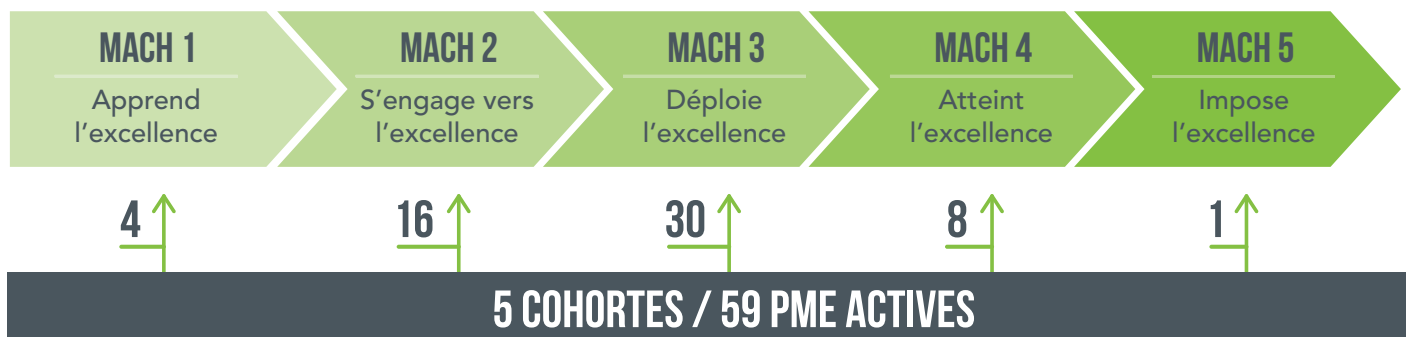 MACH 1
Apprend
l’excellence
MACH 2
S’engage vers
l’excellence
MACH 3
Déploie
l’excellence
MACH 4
Atteint
l’excellence
MACH 5
Impose
l’excellence
4
16
30
8
1
5 COHORTES / 59 PME ACTIVES